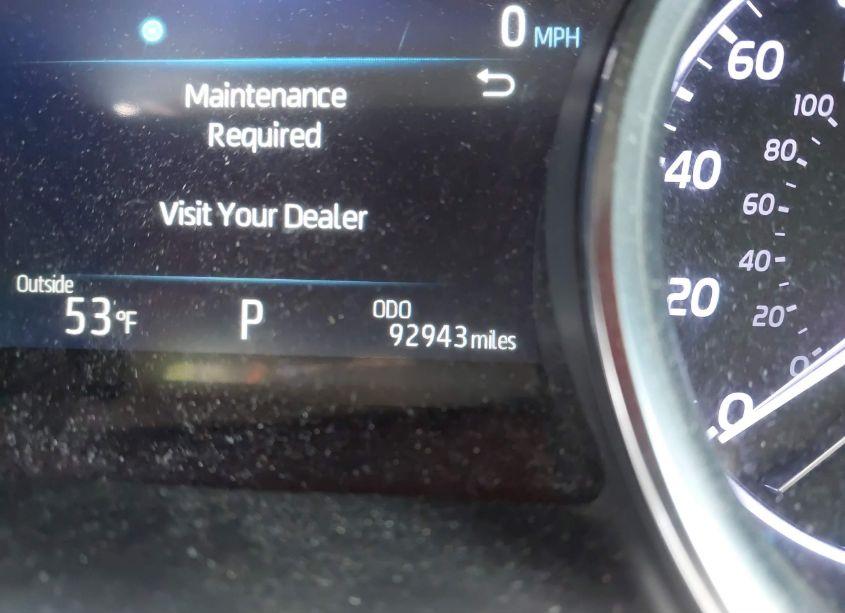 0 MPH
Maintenance
Required
Visit Your Dealer
Outside
53°F
P
ODO
92943 miles
60
40
20
0
100
80
60
40
20
0